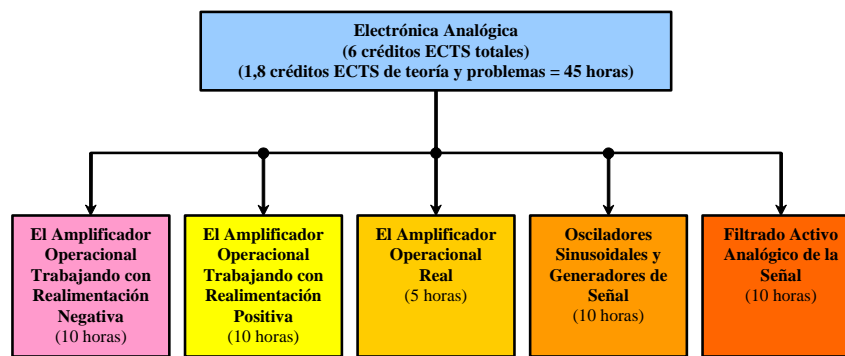 Electrónica Analógica
(6 créditos ECTS totales)
(1,8 créditos ECTS de teoría y problemas = 45 horas)
El Amplificador
Operacional
Trabajando con
Realimentación
Negativa
(10 horas)
El Amplificador
Operacional
Trabajando con
Realimentación
Positiva
(10 horas)
El Amplificador
Operacional
Real
(5 horas)
Osciladores
Sinusoidales y
Generadores de
Señal
(10 horas)
Filtrado Activo
Analógico de la
Señal
(10 horas)